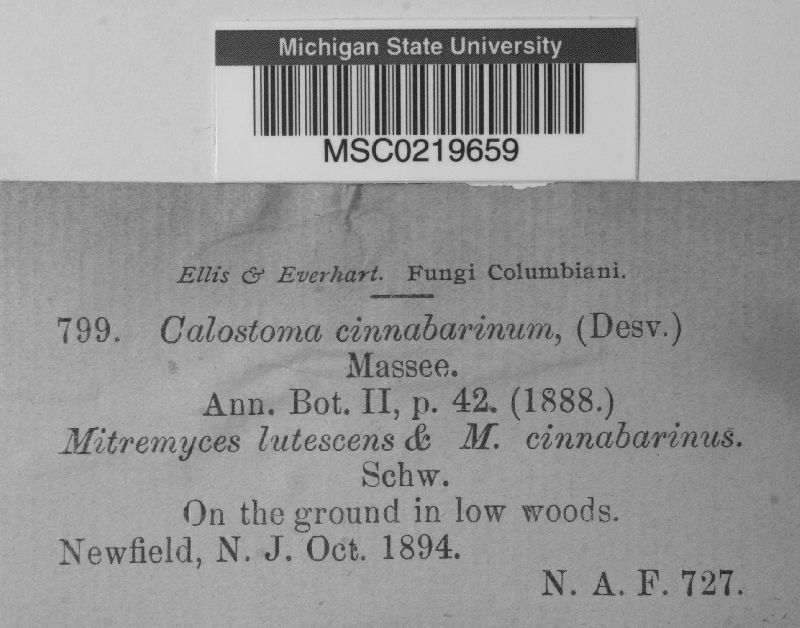 Michigan State University
MSC0219659
Ellis & Everhart. Fungi Columbiani.
799. Calostoma cinnabarinum, (Desv.)
Massee.
Ann. Bot. II, p. 42. (1888.)
Mitremyces lutescens & M. cinnabarinus.
Schw.
On the ground in low woods.
Newfield, N. J. Oct. 1894.
N. A. F. 727.